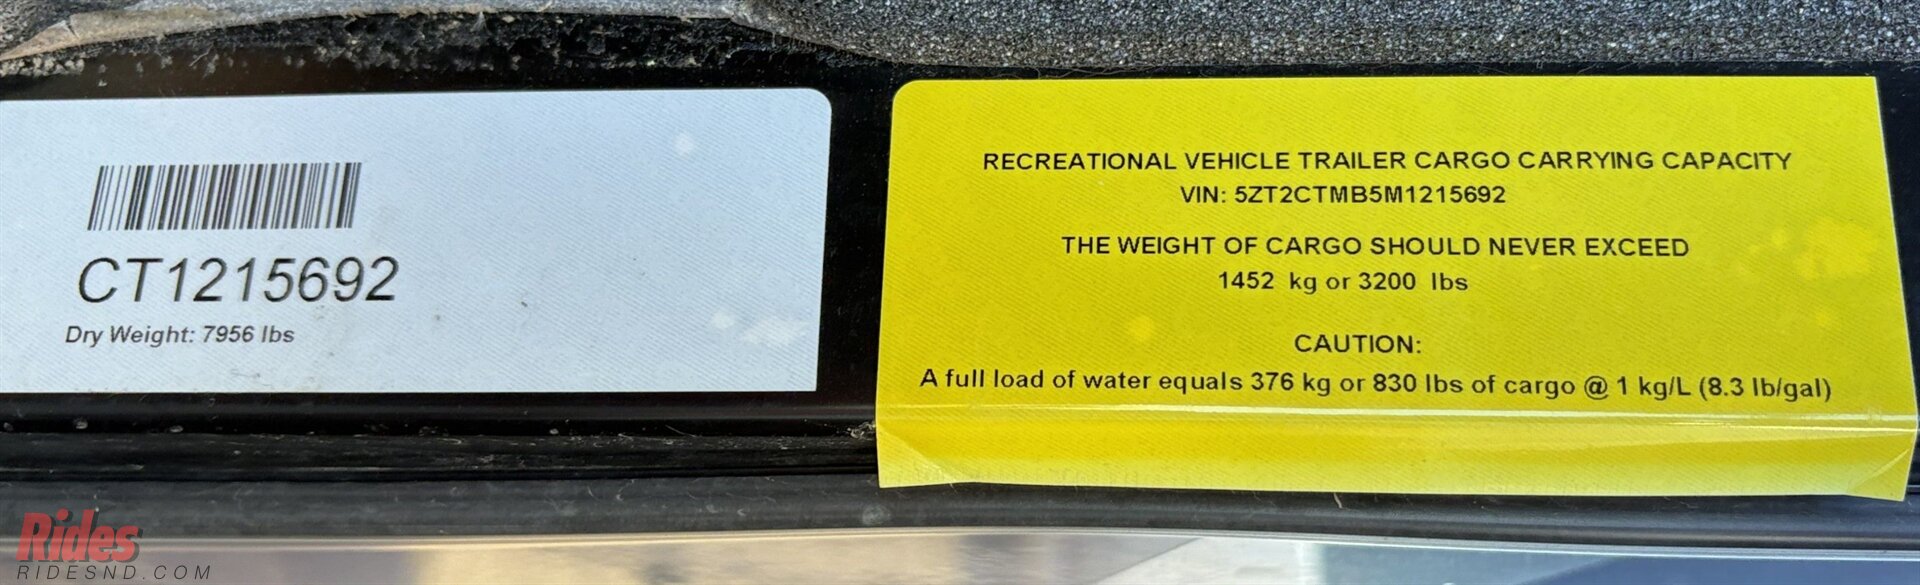 CT1215692
Dry Weight: 7956 lbs
RECREATIONAL VEHICLE TRAILER CARGO CARRYING CAPACITY
VIN: 5ZT2CTMB5M1215692
THE WEIGHT OF CARGO SHOULD NEVER EXCEED
1452 kg or 3200 lbs
CAUTION:
A full load of water equals 376 kg or 830 lbs of cargo @ 1 kg/L (8.3 lb/gal)
Rides
RIDESND.COM